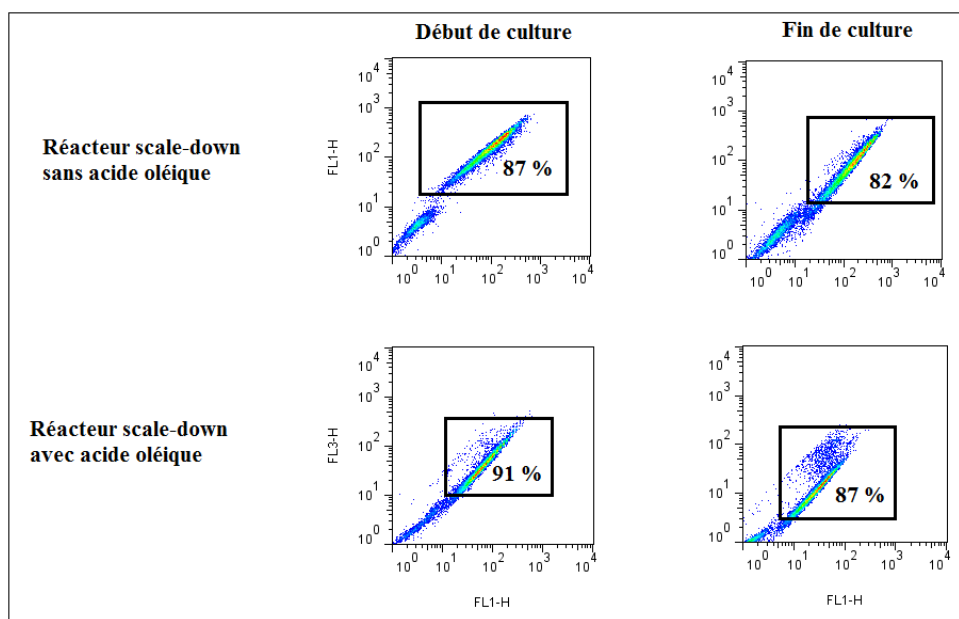 Début de culture
Fin de culture
Réacteur scale-down
sans acide oléique
FL1-H
10⁴
10³
10²
10¹
10⁰
87 %
10⁰ 10¹ 10² 10³ 10⁴
10⁴
10³
10²
10¹
10⁰
82 %
10⁰ 10¹ 10² 10³ 10⁴
Réacteur scale-down
avec acide oléique
FL3-H
10⁴
10³
10²
10¹
10⁰
91 %
10⁰ 10¹ 10² 10³ 10⁴
FL1-H
10⁴
10³
10²
10¹
10⁰
87 %
10⁰ 10¹ 10² 10³ 10⁴
FL1-H